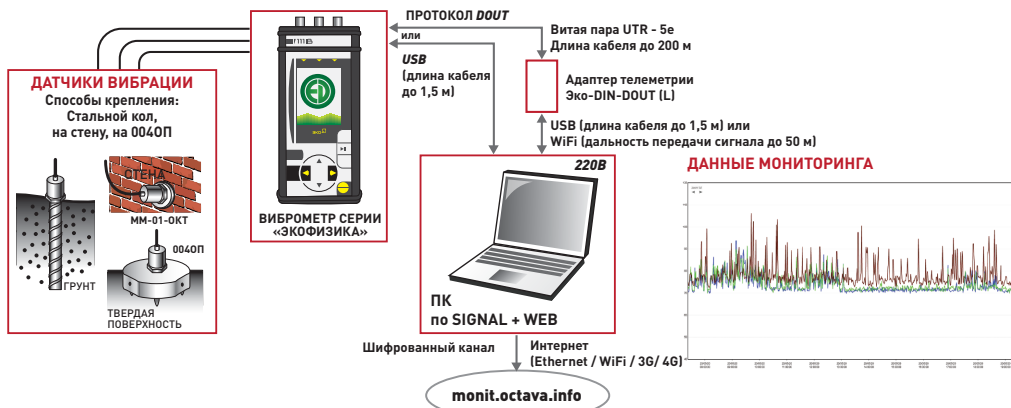 ДАТЧИКИ ВИБРАЦИИ
Способы крепления:
Стальной кол,
на стену, на 004ОП
СТЕНА
ММ-01-ОКТ
004ОП
ГРУНТ
ТВЕРДАЯ
ПОВЕРХНОСТЬ
ВИБРОМЕТР СЕРИИ
«ЭКОФИЗИКА»
ПРОТОКОЛ DOUT
или
USB
(длина кабеля
до 1,5 м)
Витая пара UTR - 5e
Длина кабеля до 200 м
Адаптер телеметрии
Эко-DIN-DOUT (L)
USB (длина кабеля до 1,5 м) или
WiFi (дальность передачи сигнала до 50 м)
220В
ПК
по SIGNAL + WEB
Шифрованный канал
Интернет
(Ethernet / WiFi / 3G/ 4G)
monit.octava.info
ДАННЫЕ МОНИТОРИНГА